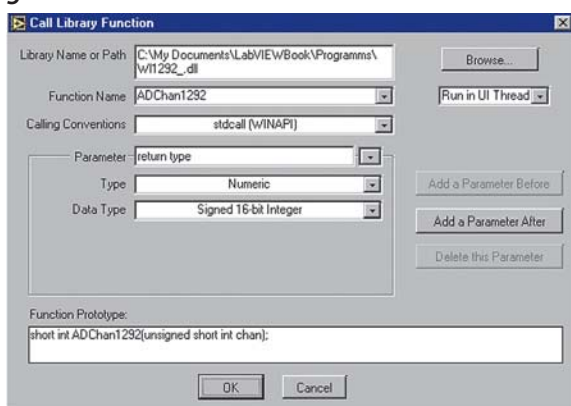 Call Library Function
Library Name or Path C:\My Documents\LabVIEWBook\Programms\
WI1292_.dll
Browse...
Function Name ADChan1292
Run in UI Thread
Calling Conventions stdcall (WINAPI)
Parameter return type
Type Numeric
Add a Parameter Before
Data Type Signed 16-bit Integer
Add a Parameter After
Delete this Parameter
Function Prototype:
short int ADChan1292(unsigned short int chan);
OK Cancel